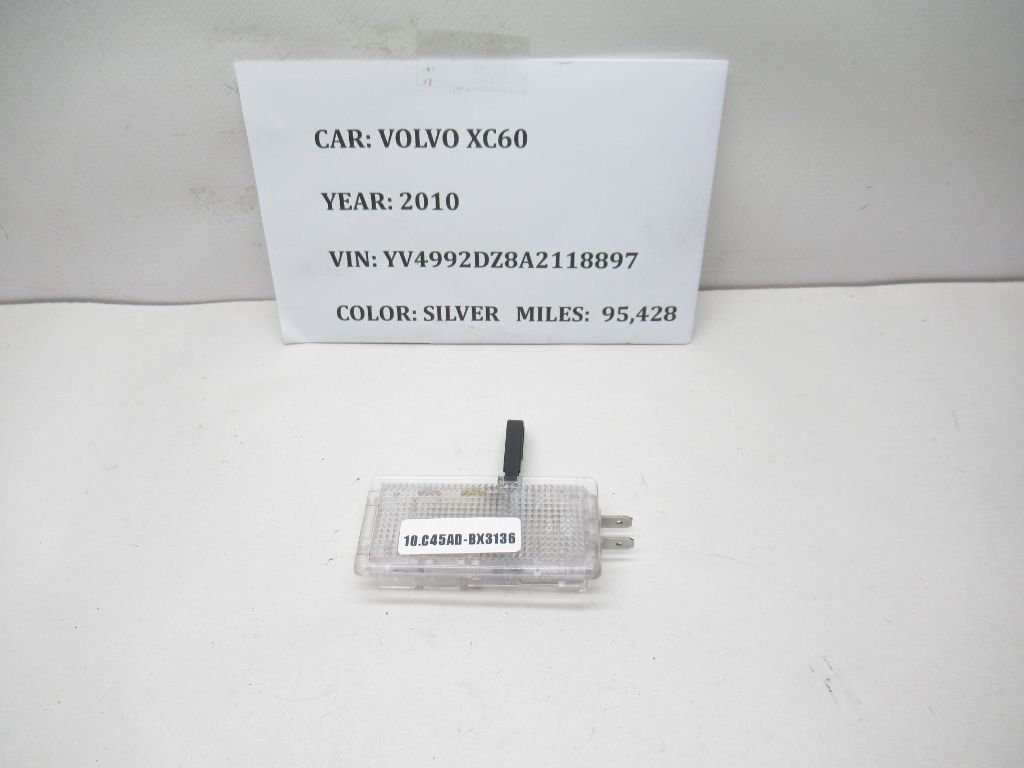 CAR: VOLVO XC60
YEAR: 2010
VIN: YV4992DZ8A2118897
COLOR: SILVER MILES: 95,428
10.C45AD-BX3136